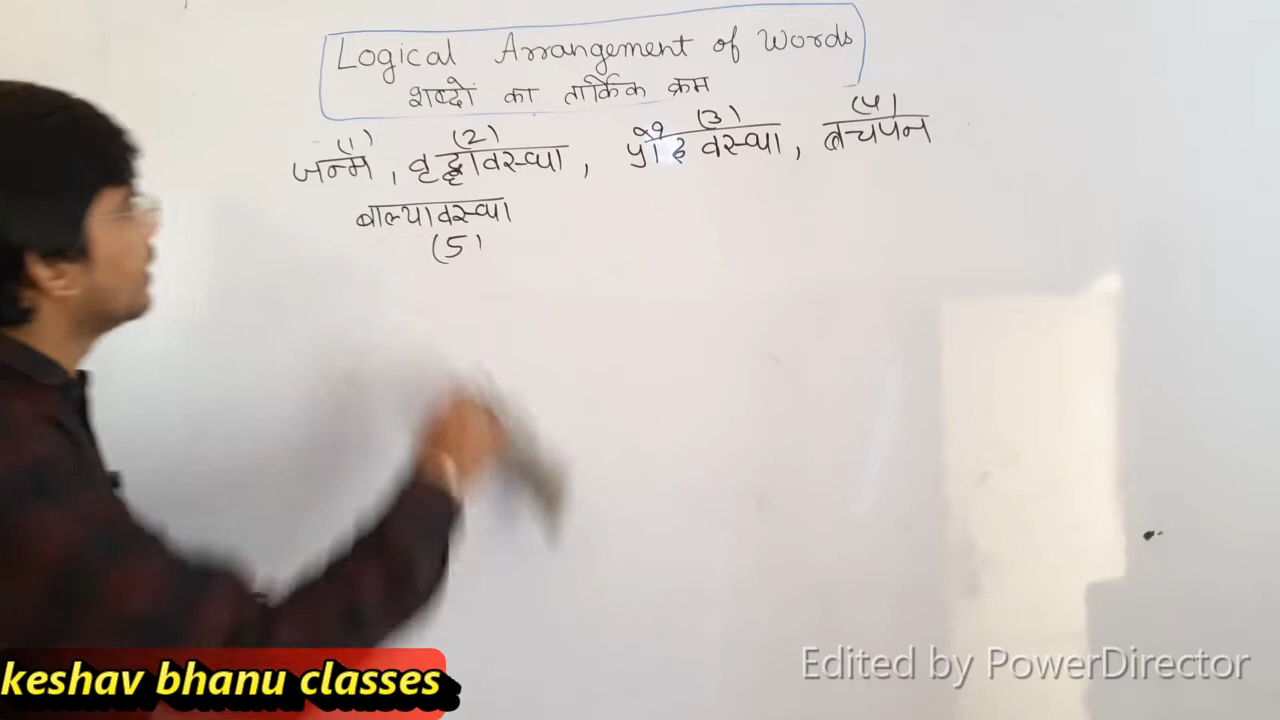 Logical Arrangement of Words
शब्दों का तार्किक क्रम
(1) (2) (3) (4)
जन्म, वृद्धावस्था, प्रौढ़ावस्था, बचपन
बाल्यावस्था
(5)
keshav bhanu classes
Edited by PowerDirector